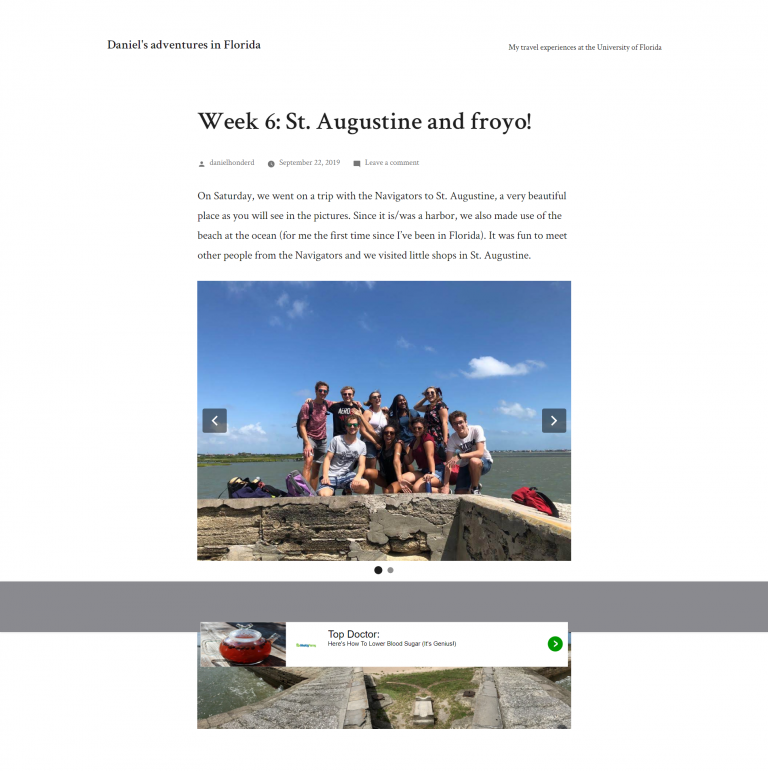 Daniel's adventures in Florida
My travel experiences at the University of Florida
Week 6: St. Augustine and froyo!
danielhonderd
September 22, 2019
Leave a comment
On Saturday, we went on a trip with the Navigators to St. Augustine, a very beautiful
place as you will see in the pictures. Since it is/was a harbor, we also made use of the
beach at the ocean (for me the first time since I've been in Florida). It was fun to meet
other people from the Navigators and we visited little shops in St. Augustine.
AERO
Top Doctor:
Here's How To Lower Blood Sugar (It's Genius!)